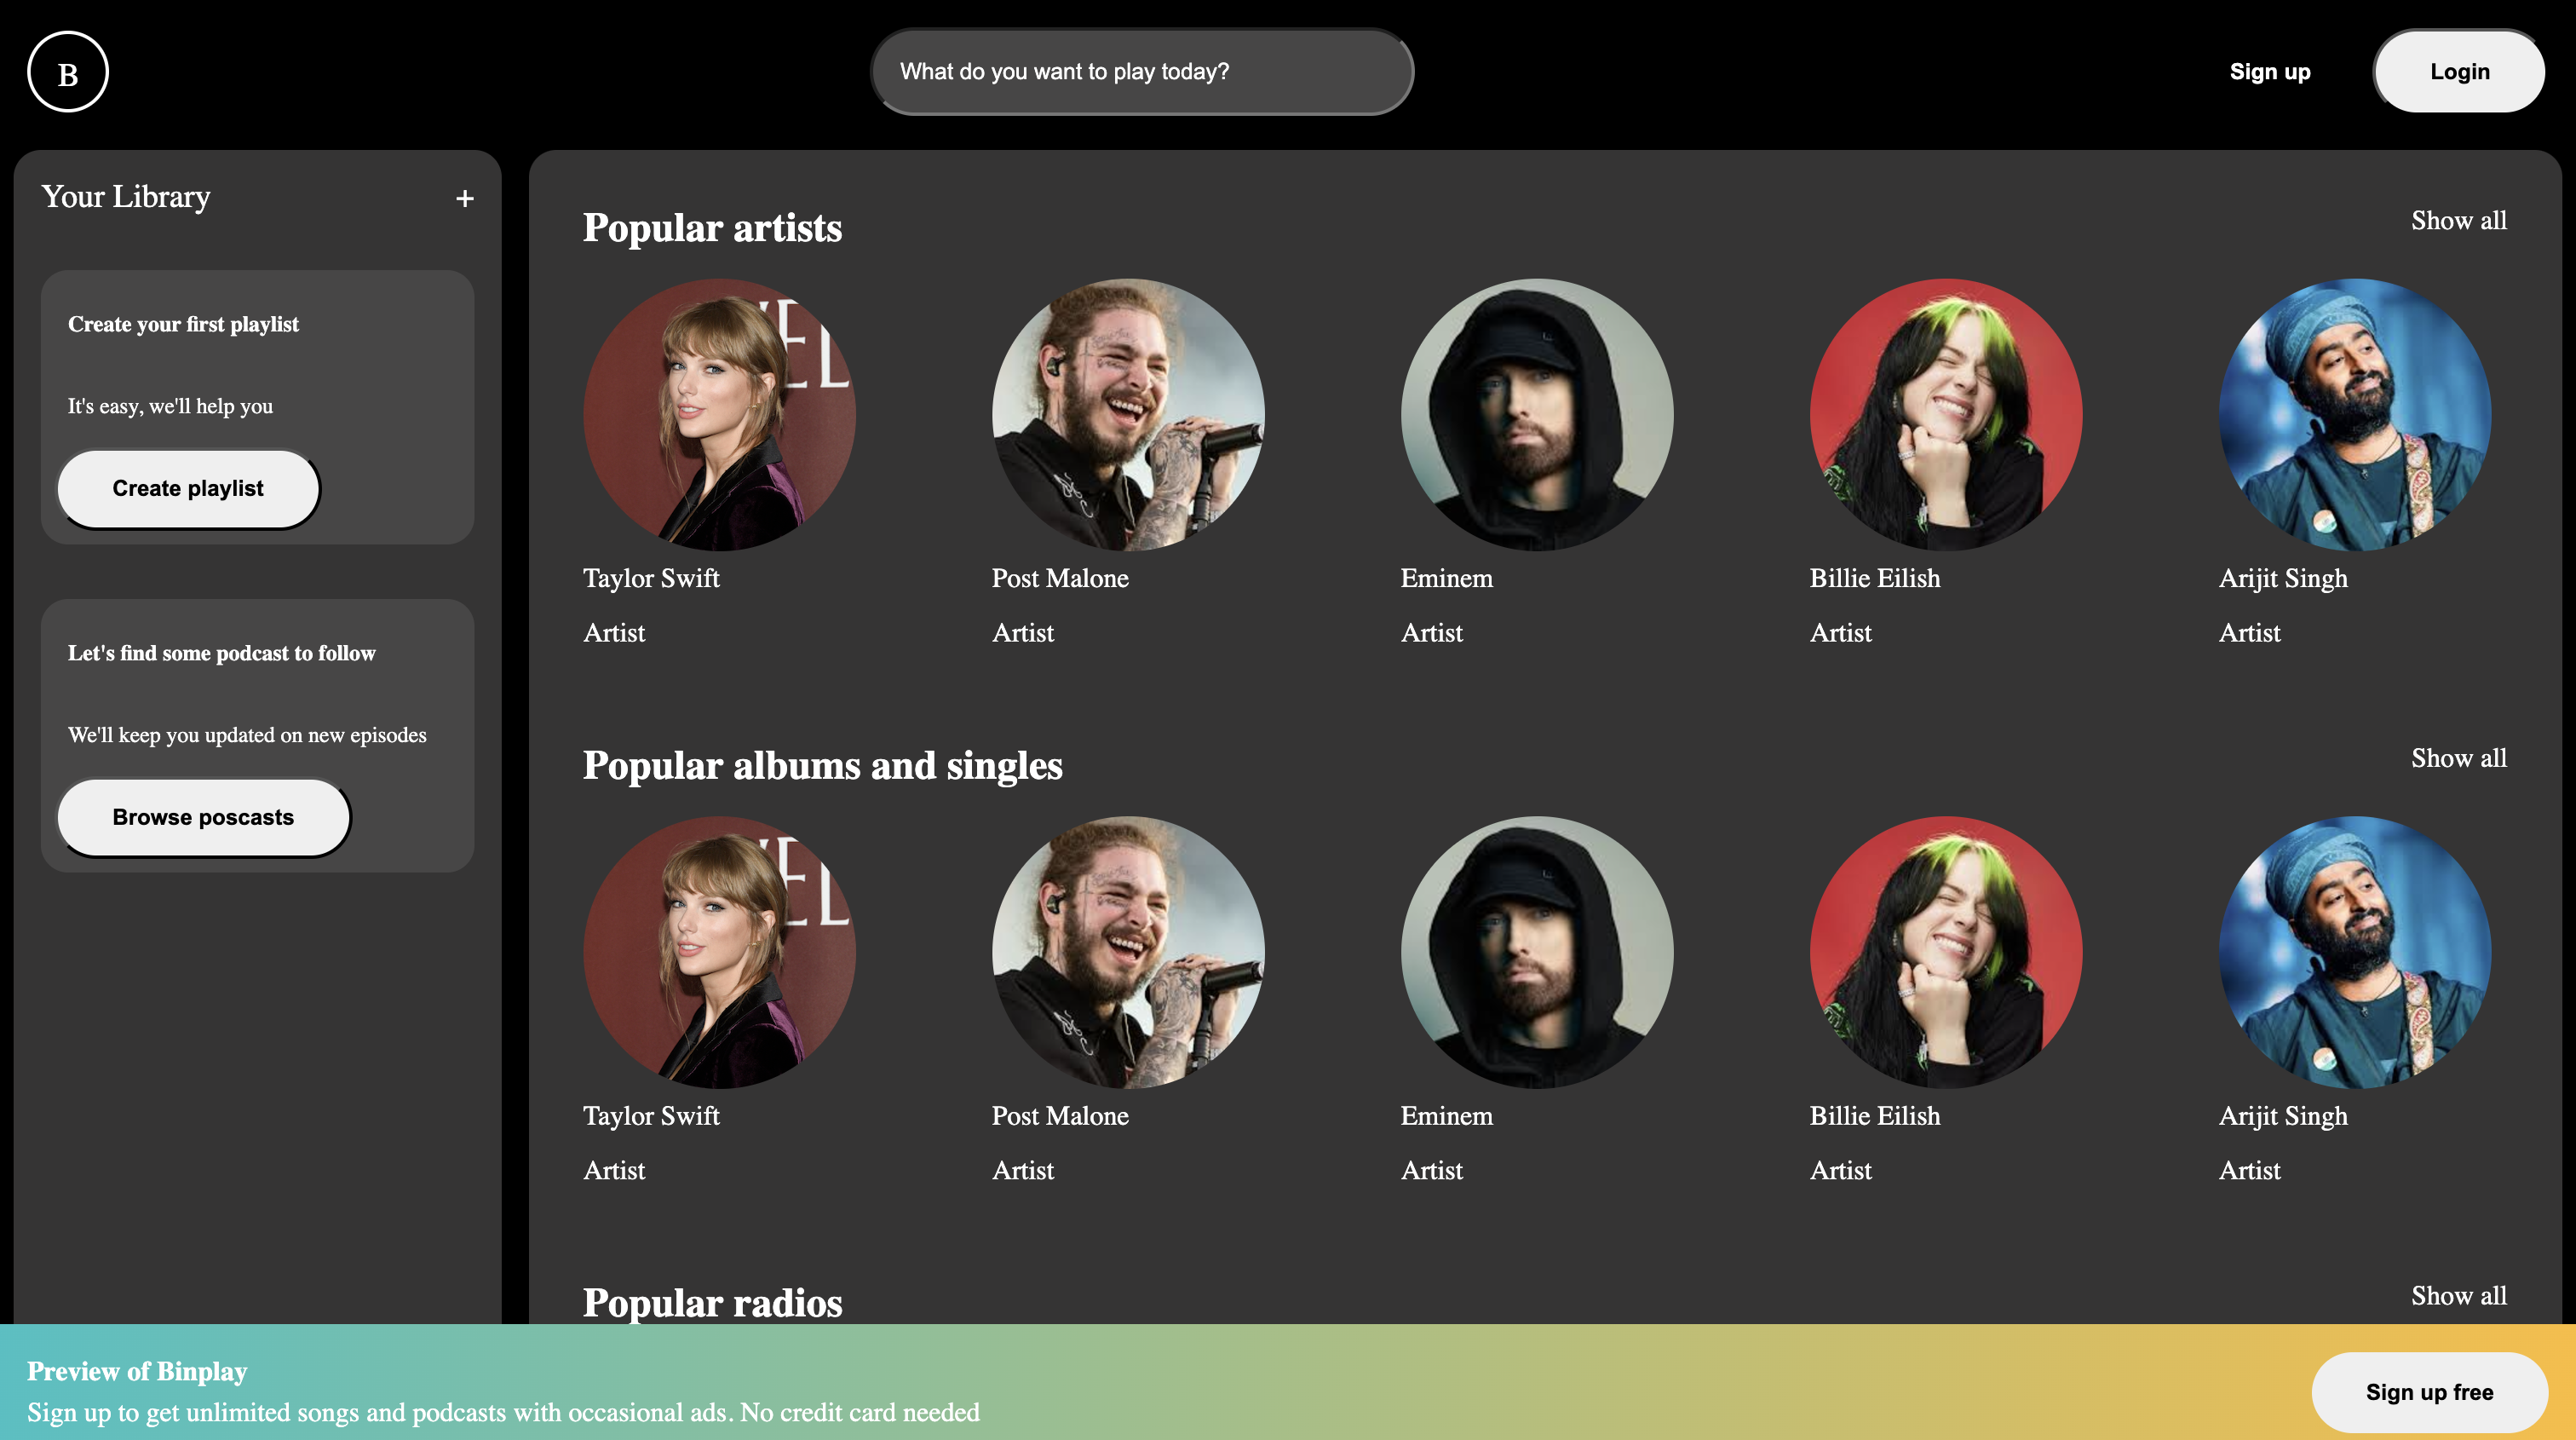 B
What do you want to play today?
Sign up
Login
Your Library
+
Create your first playlist
It's easy, we'll help you
Create playlist
Let's find some podcast to follow
We'll keep you updated on new episodes
Browse poscasts
Popular artists
Show all
Taylor Swift
Post Malone
Eminem
Billie Eilish
Arijit Singh
Artist
Artist
Artist
Artist
Artist
Popular albums and singles
Show all
Taylor Swift
Post Malone
Eminem
Billie Eilish
Arijit Singh
Artist
Artist
Artist
Artist
Artist
Popular radios
Show all
Preview of Binplay
Sign up to get unlimited songs and podcasts with occasional ads. No credit card needed
Sign up free